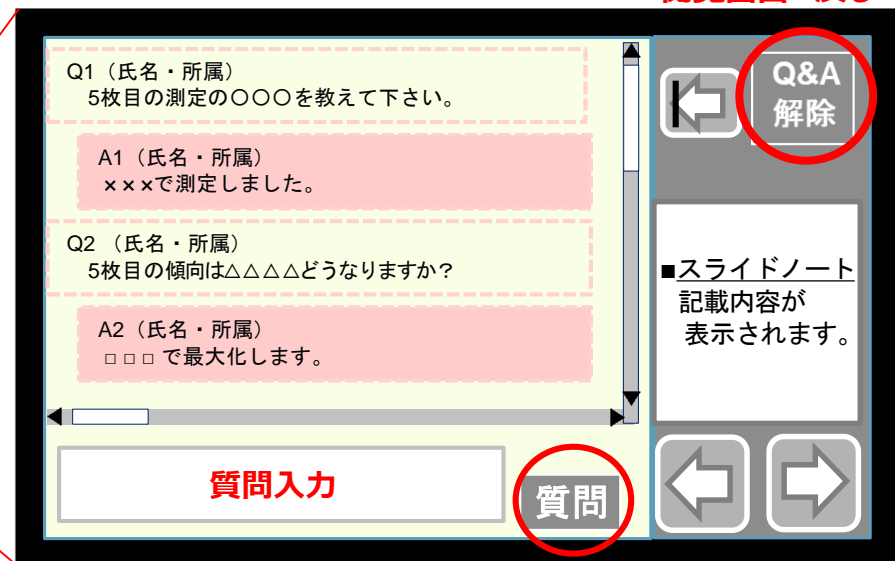 Q1（氏名・所属）
5枚目の測定の〇〇〇を教えて下さい。
A1（氏名・所属）
×××で測定しました。
Q2 （氏名・所属）
5枚目の傾向は△△△△どうなりますか？
A2（氏名・所属）
□□□で最大化します。
質問入力
質問
Q&A
解除
■スライドノート
記載内容が
表示されます。